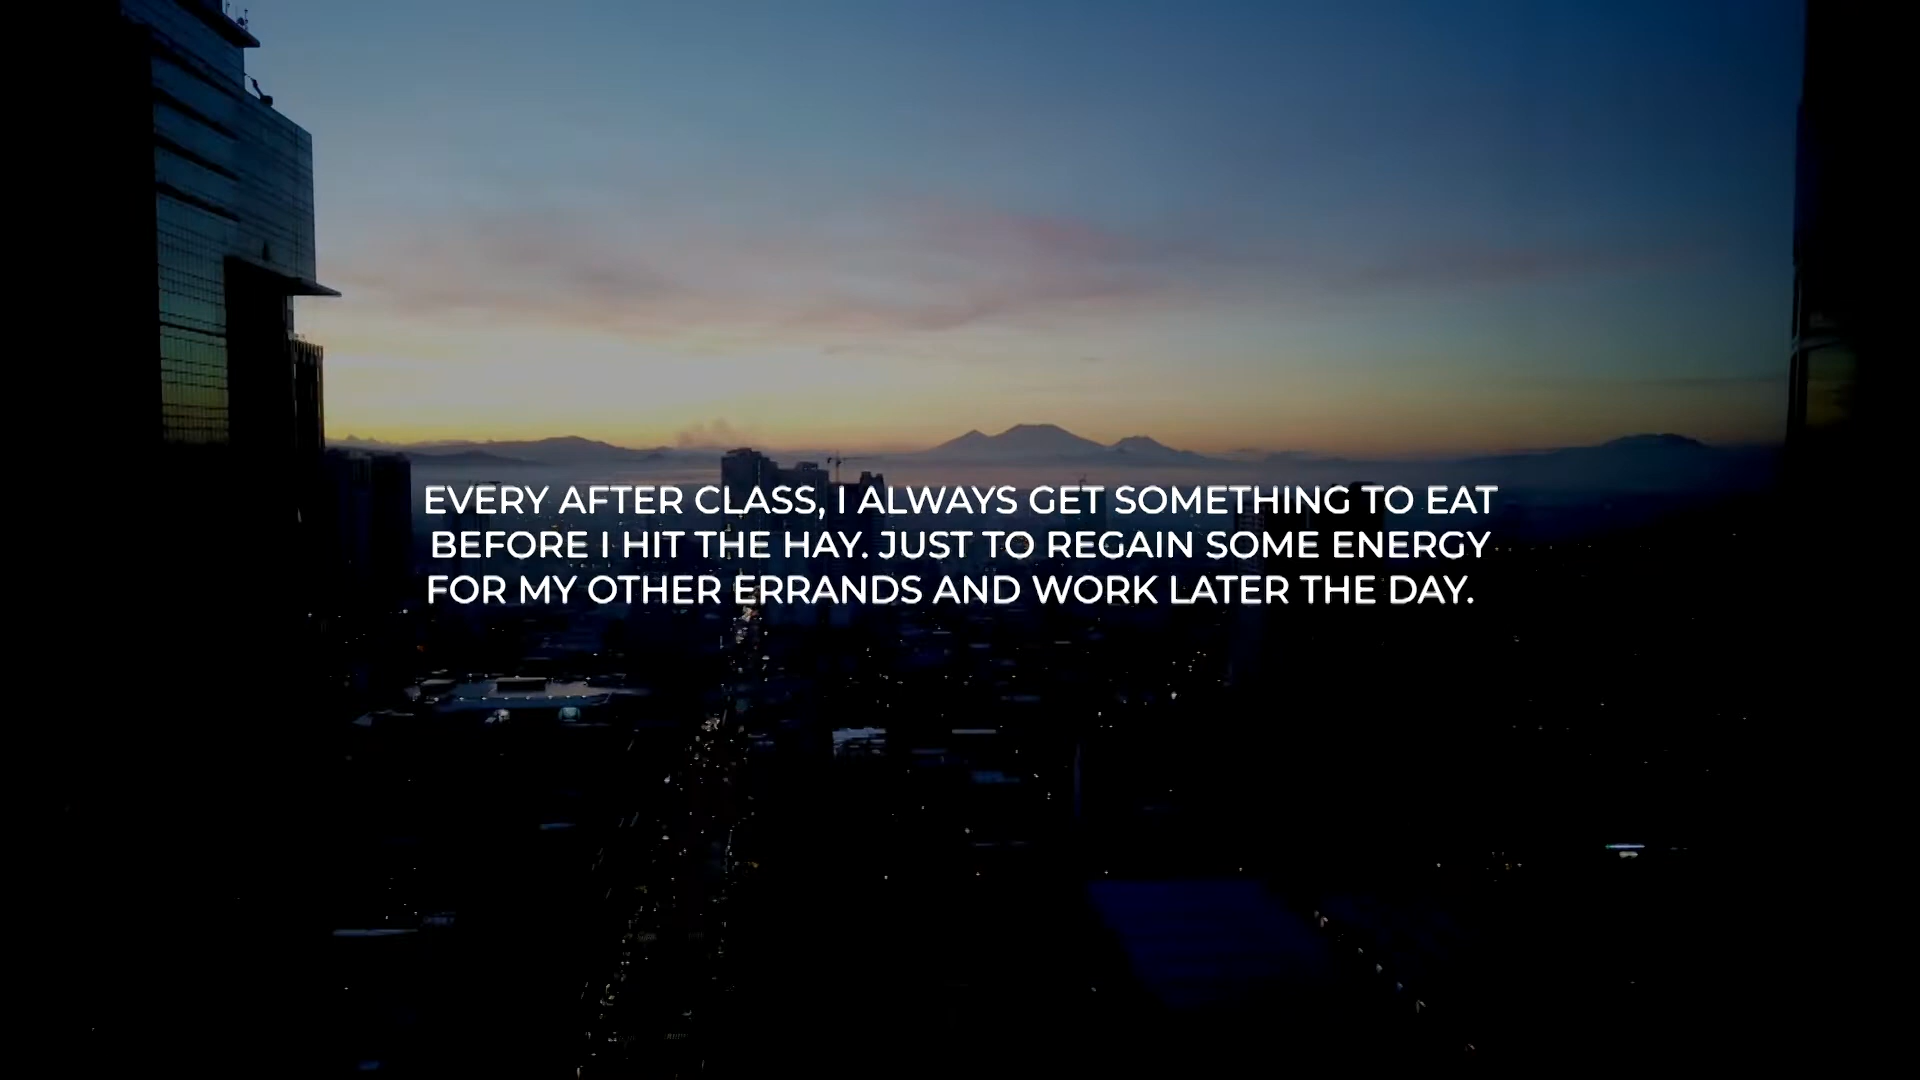 EVERY AFTER CLASS, I ALWAYS GET SOMETHING TO EAT
BEFORE I HIT THE HAY. JUST TO REGAIN SOME ENERGY
FOR MY OTHER ERRANDS AND WORK LATER THE DAY.